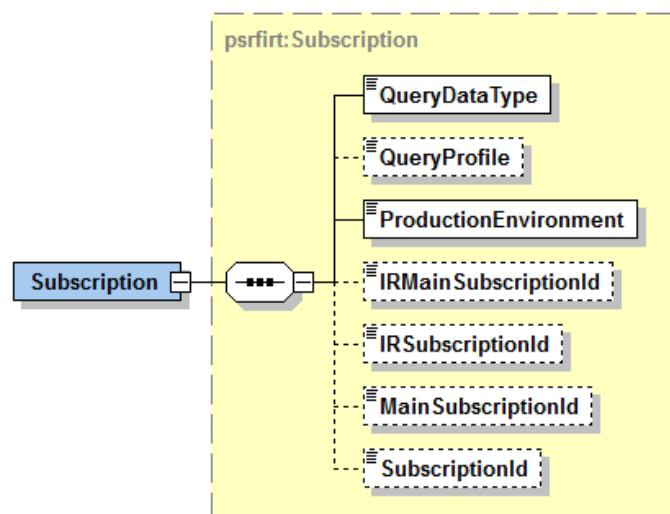 psrfirt:Subscription
QueryDataType
QueryProfile
ProductionEnvironment
Subscription
IRMainSubscriptionId
IRSubscriptionId
MainSubscriptionId
SubscriptionId